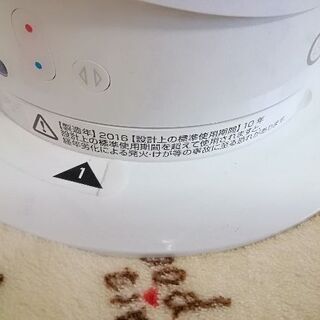 【製造年】2016【設計上の標準使用期間】10年
設計上の標準使用期間を超えて使用されますと、
経年劣化による発火・けが等の事故に至る恐れがあります
1